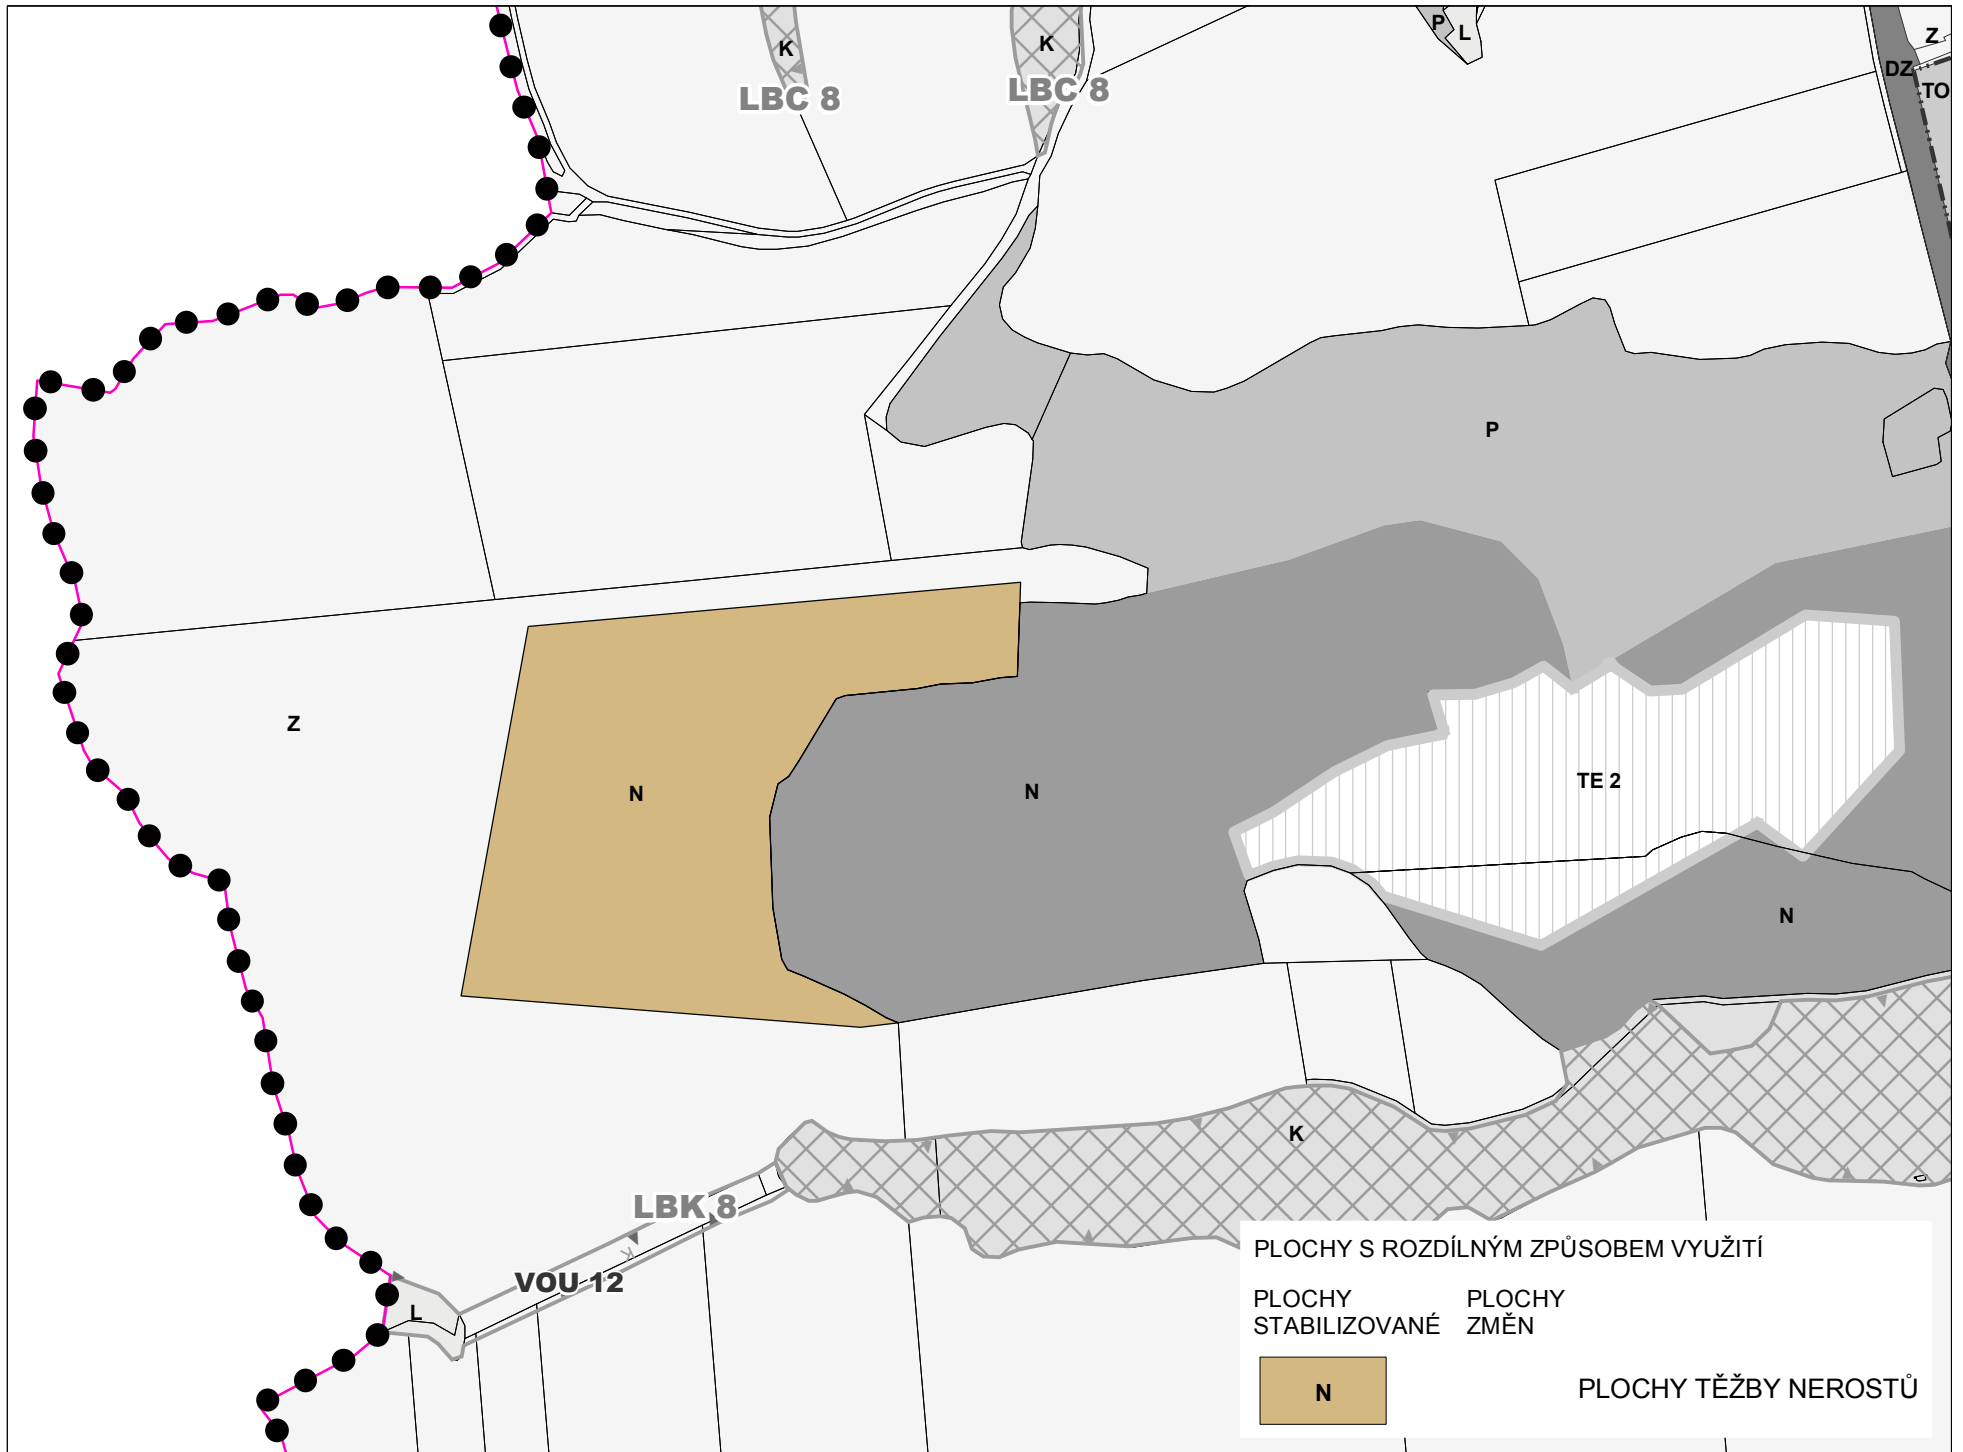 K
K
P
L
Z
LBC 8
LBC 8
DZ
TO
P
Z
N
N
TE 2
N
K
LBK 8
K
VOU 12
L
PLOCHY S ROZDÍLNÝM ZPŮSOBEM VYUŽITÍ
PLOCHY STABILIZOVANÉ
PLOCHY ZMĚN
N
PLOCHY TĚŽBY NEROSTŮ